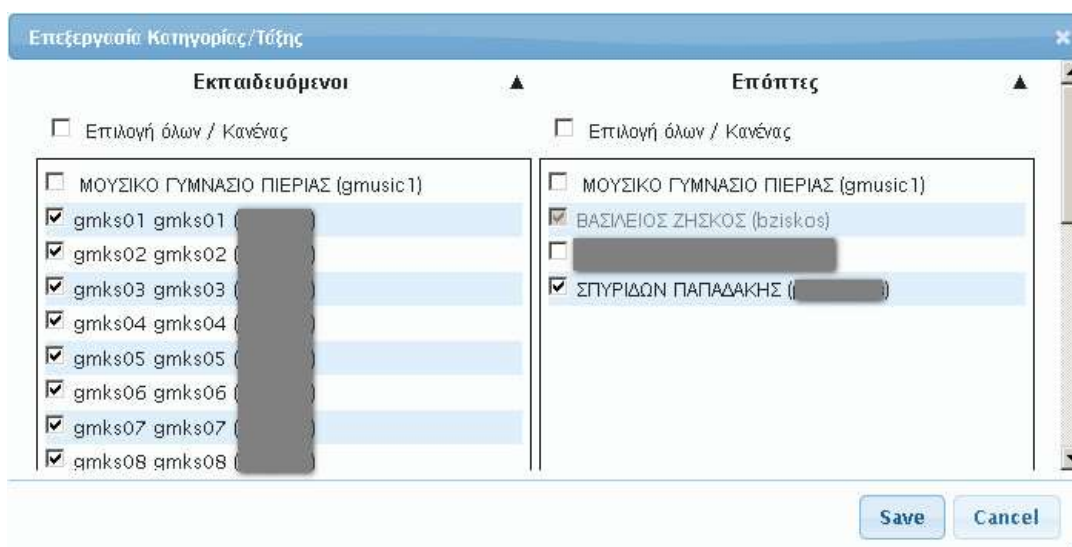 Επεξεργασία Κατηγορίας/Τάξης
Εκπαιδευόμενοι ▲
Επιλογή όλων / Κανένας
ΜΟΥΣΙΚΟ ΓΥΜΝΑΣΙΟ ΠΙΕΡΙΑΣ (gmusic1)
gmks01 gmks01 ( )
gmks02 gmks02 ( )
gmks03 gmks03 ( )
gmks04 gmks04 ( )
gmks05 gmks05 ( )
gmks06 gmks06 ( )
gmks07 gmks07 ( )
gmks08 gmks08 ( )
Επόπτες ▲
Επιλογή όλων / Κανένας
ΜΟΥΣΙΚΟ ΓΥΜΝΑΣΙΟ ΠΙΕΡΙΑΣ (gmusic1)
ΒΑΣΙΛΕΙΟΣ ΖΗΣΚΟΣ (bziskos)
ΣΠΥΡΙΔΩΝ ΠΑΠΑΔΑΚΗΣ ( )
Save Cancel